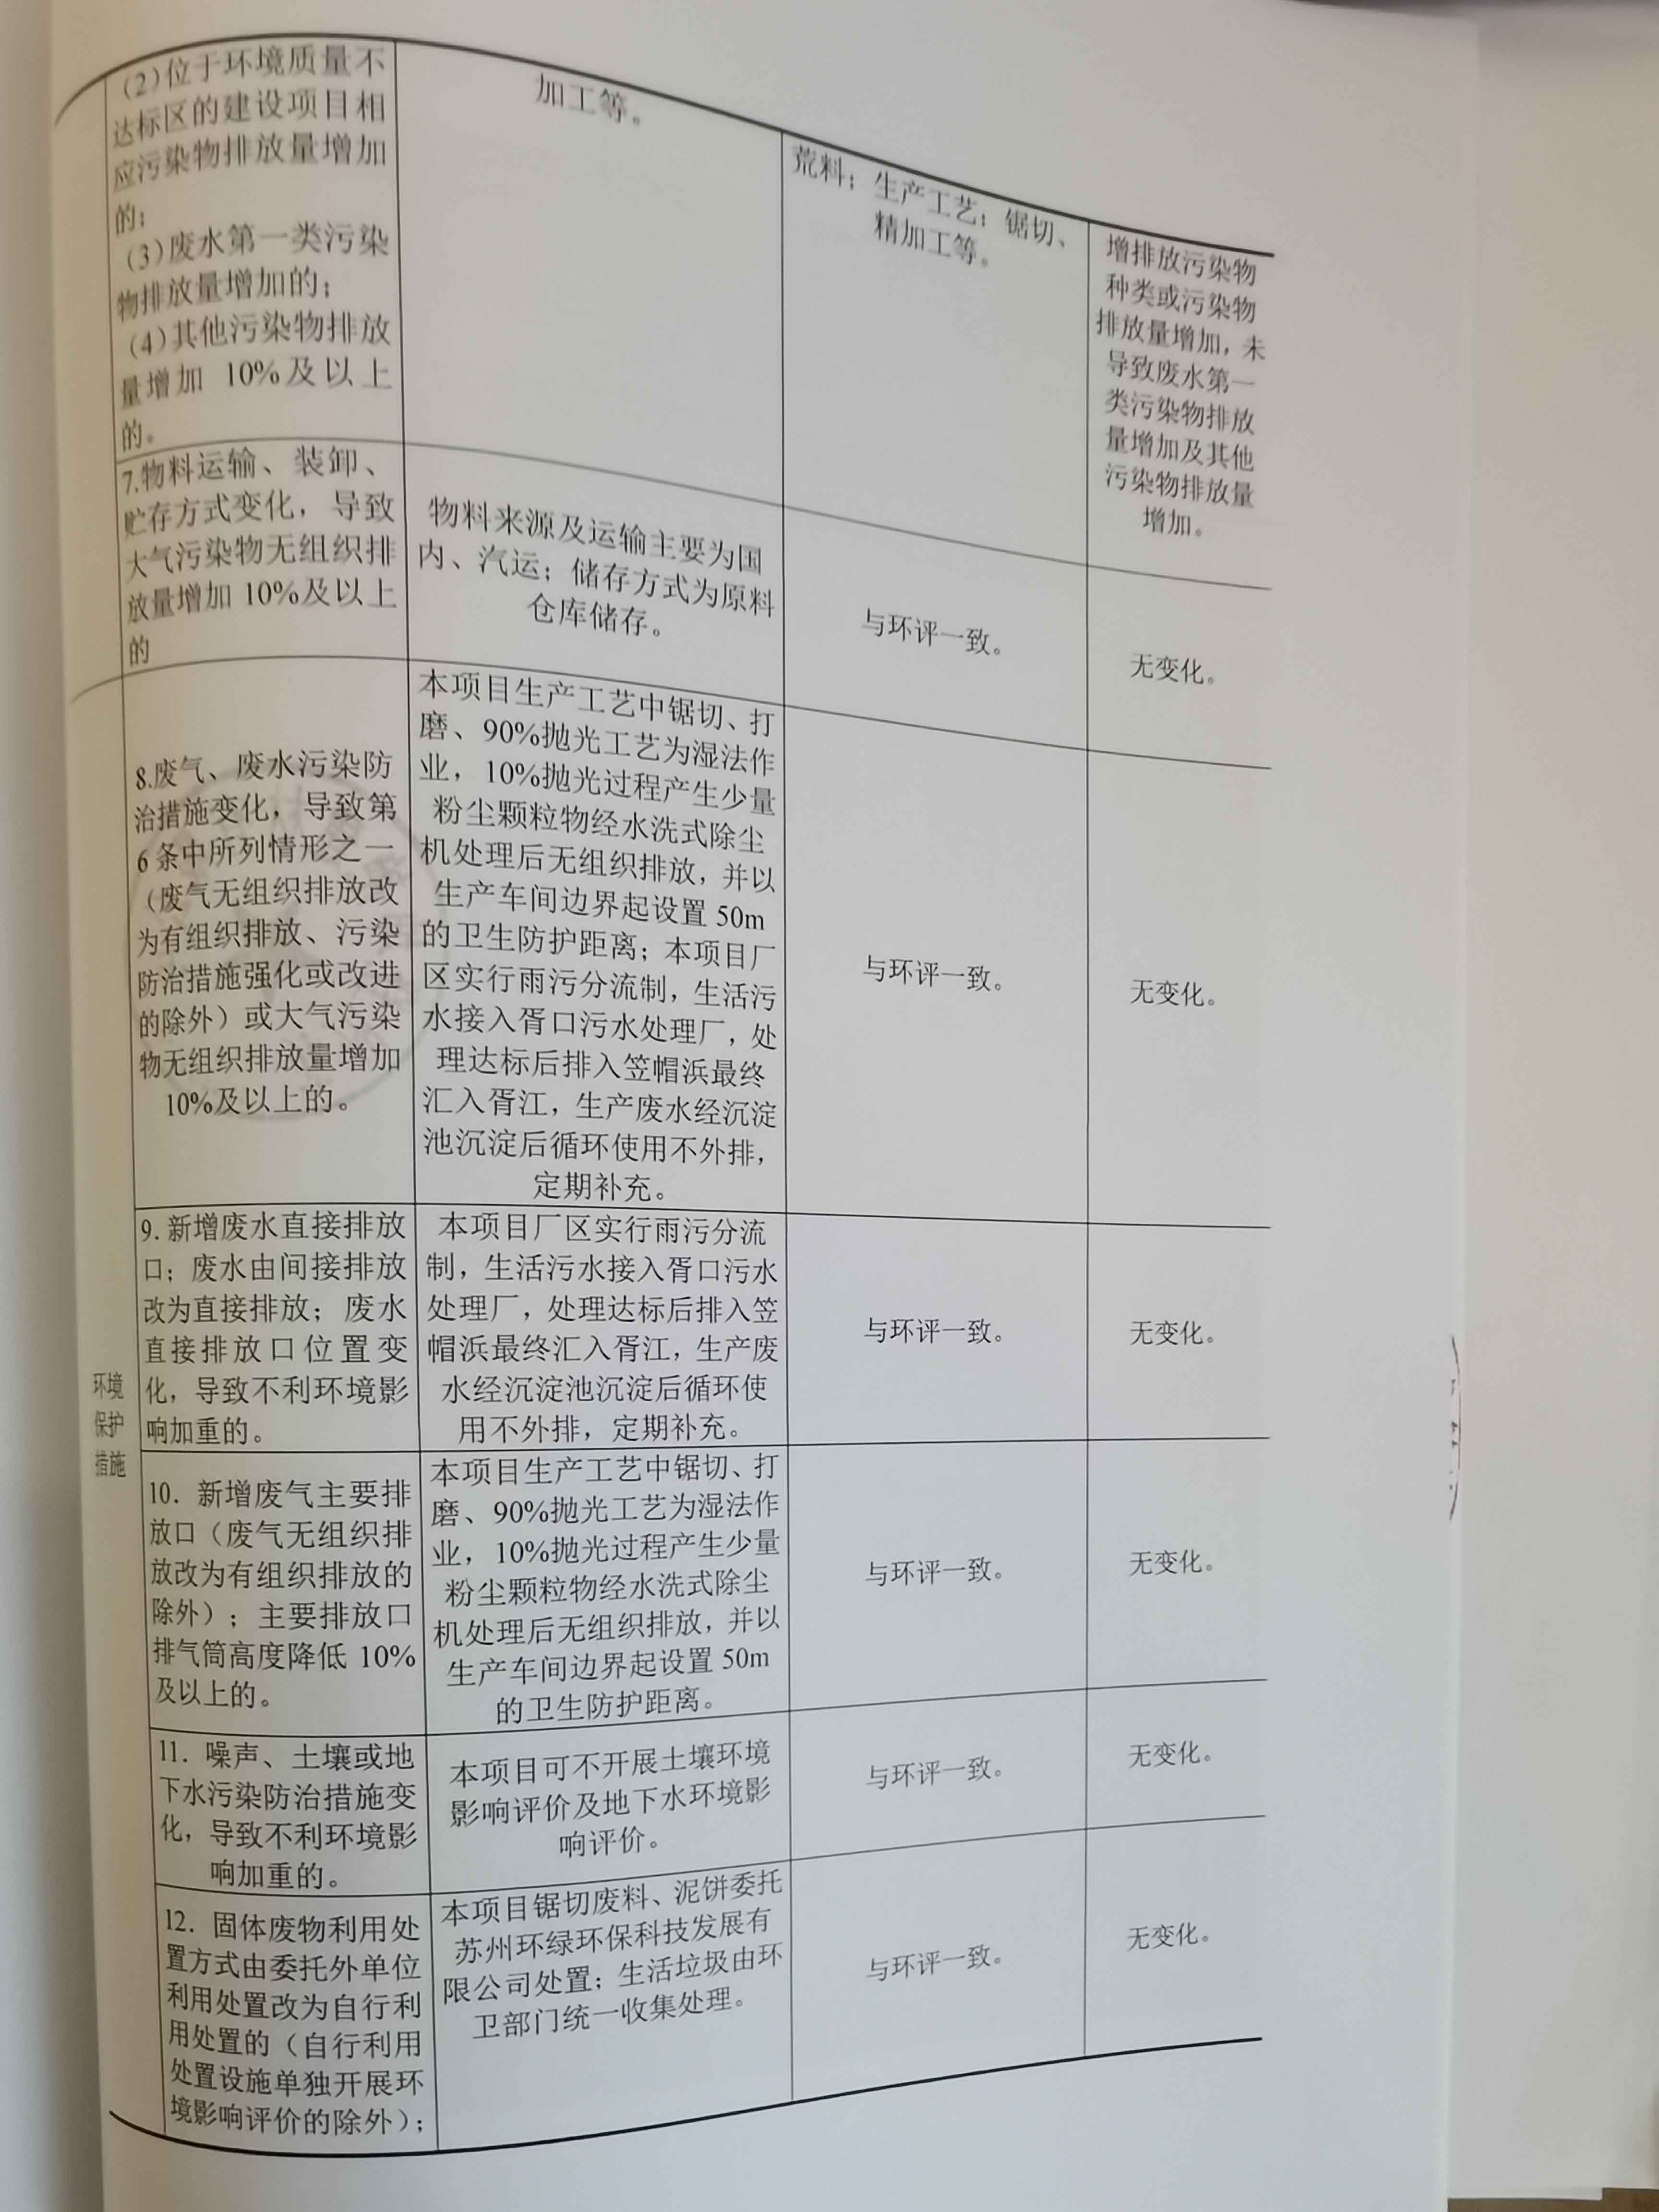 (2)位于环境质量不
达标区的建设项目相
应污染物排放量增加
的;
(3)废水第一类污染
物排放量增加的;
(4)其他污染物排放
量增加 10%及以上
的。
加工等。
荒料；生产工艺：锯切、
精加工等。
增排放污染物
种类或污染物
排放量增加，未
导致废水第一
类污染物排放
量增加及其他
污染物排放量
增加。
7.物料运输、装卸、
贮存方式变化，导致
大气污染物无组织排
放量增加 10%及以上
的
物料来源及运输主要为国
内、汽运；储存方式为原料
仓库储存。
与环评一致。
无变化。
环境
保护
措施
8.废气、废水污染防
治措施变化，导致第
6 条中所列情形之一
（废气无组织排放改
为有组织排放、污染
防治措施强化或改进
的除外）或大气污染
物无组织排放量增加
10%及以上的。
本项目生产工艺中锯切、打
磨、90%抛光工艺为湿法作
业，10%抛光过程产生少量
粉尘颗粒物经水洗式除尘
机处理后无组织排放，并以
生产车间边界起设置 50m
的卫生防护距离；本项目厂
区实行雨污分流制，生活污
水接入胥口污水处理厂，处
理达标后排入笠帽浜最终
汇入胥江，生产废水经沉淀
池沉淀后循环使用不外排，
定期补充。
与环评一致。
无变化。
9. 新增废水直接排放
口；废水由间接排放
改为直接排放；废水
直接排放口位置变
化，导致不利环境影
响加重的。
本项目厂区实行雨污分流
制，生活污水接入胥口污水
处理厂，处理达标后排入笠
帽浜最终汇入胥江，生产废
水经沉淀池沉淀后循环使
用不外排，定期补充。
与环评一致。
无变化。
10. 新增废气主要排
放口（废气无组织排
放改为有组织排放的
除外）；主要排放口
排气筒高度降低 10%
及以上的。
本项目生产工艺中锯切、打
磨、90%抛光工艺为湿法作
业，10%抛光过程产生少量
粉尘颗粒物经水洗式除尘
机处理后无组织排放，并以
生产车间边界起设置 50m
的卫生防护距离。
与环评一致。
无变化。
11. 噪声、土壤或地
下水污染防治措施变
化，导致不利环境影
响加重的。
本项目可不开展土壤环境
影响评价及地下水环境影
响评价。
与环评一致。
无变化。
12. 固体废物利用处
置方式由委托外单位
利用处置改为自行利
用处置的（自行利用
处置设施单独开展环
境影响评价的除外）；
本项目锯切废料、泥饼委托
苏州环绿环保科技发展有
限公司处置；生活垃圾由环
卫部门统一收集处理。
与环评一致。
无变化。